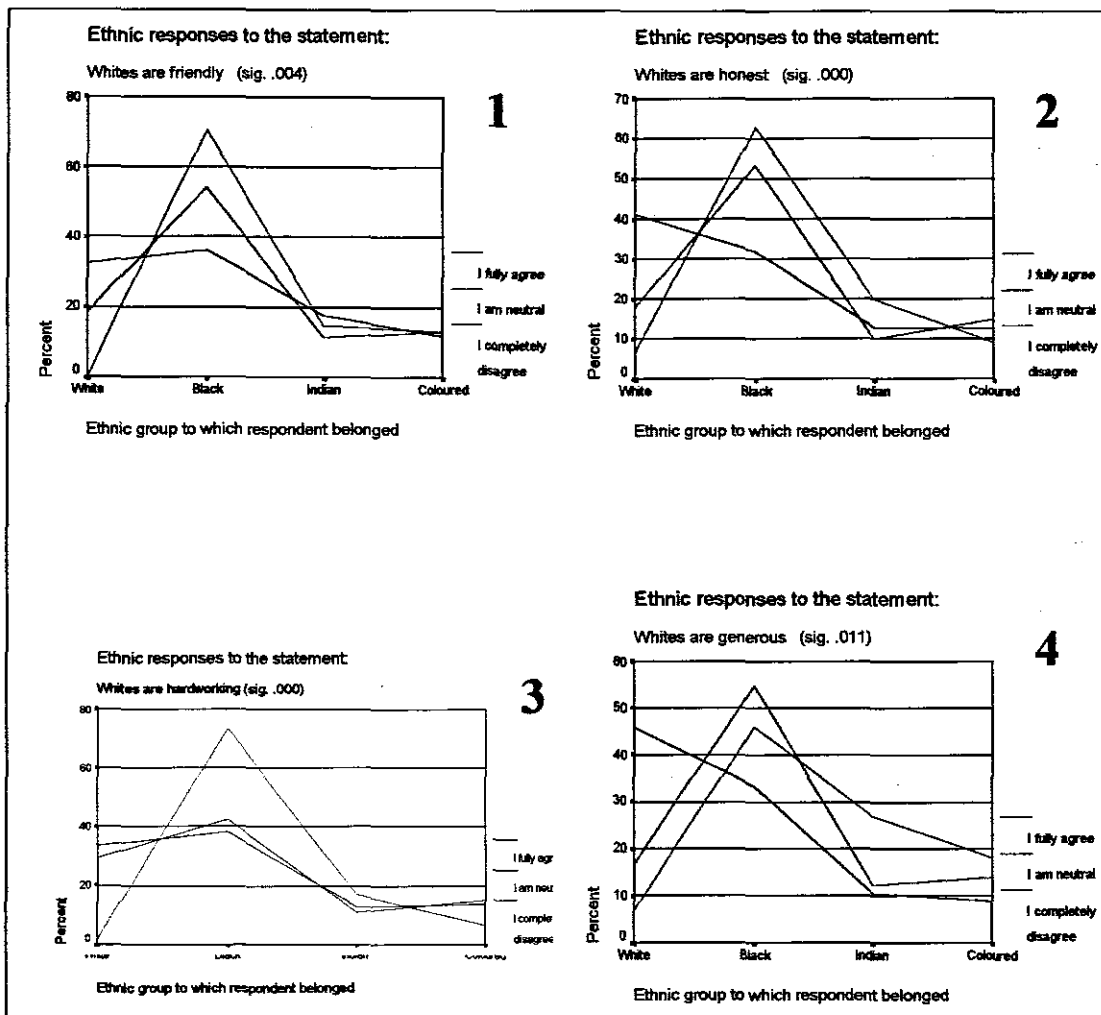 Ethnic responses to the statement:
Whites are friendly (sig. .004)
1
80
60
40
20
0
Percent
White Black Indian Coloured
I fully agree
I am neutral
I completely
disagree
Ethnic group to which respondent belonged
Ethnic responses to the statement:
Whites are honest (sig. .000)
2
70
60
50
40
30
20
10
0
Percent
White Black Indian Coloured
I fully agree
I am neutral
I completely
disagree
Ethnic group to which respondent belonged
Ethnic responses to the statement:
Whites are hardworking (sig. .000)
3
80
60
40
20
0
Percent
I fully agr
I am neut
I comple
disagree
Ethnic group to which respondent belonged
Ethnic responses to the statement:
Whites are generous (sig. .011)
4
60
50
40
30
20
10
0
Percent
White Black Indian Coloured
I fully agree
I am neutral
I completely
disagree
Ethnic group to which respondent belonged